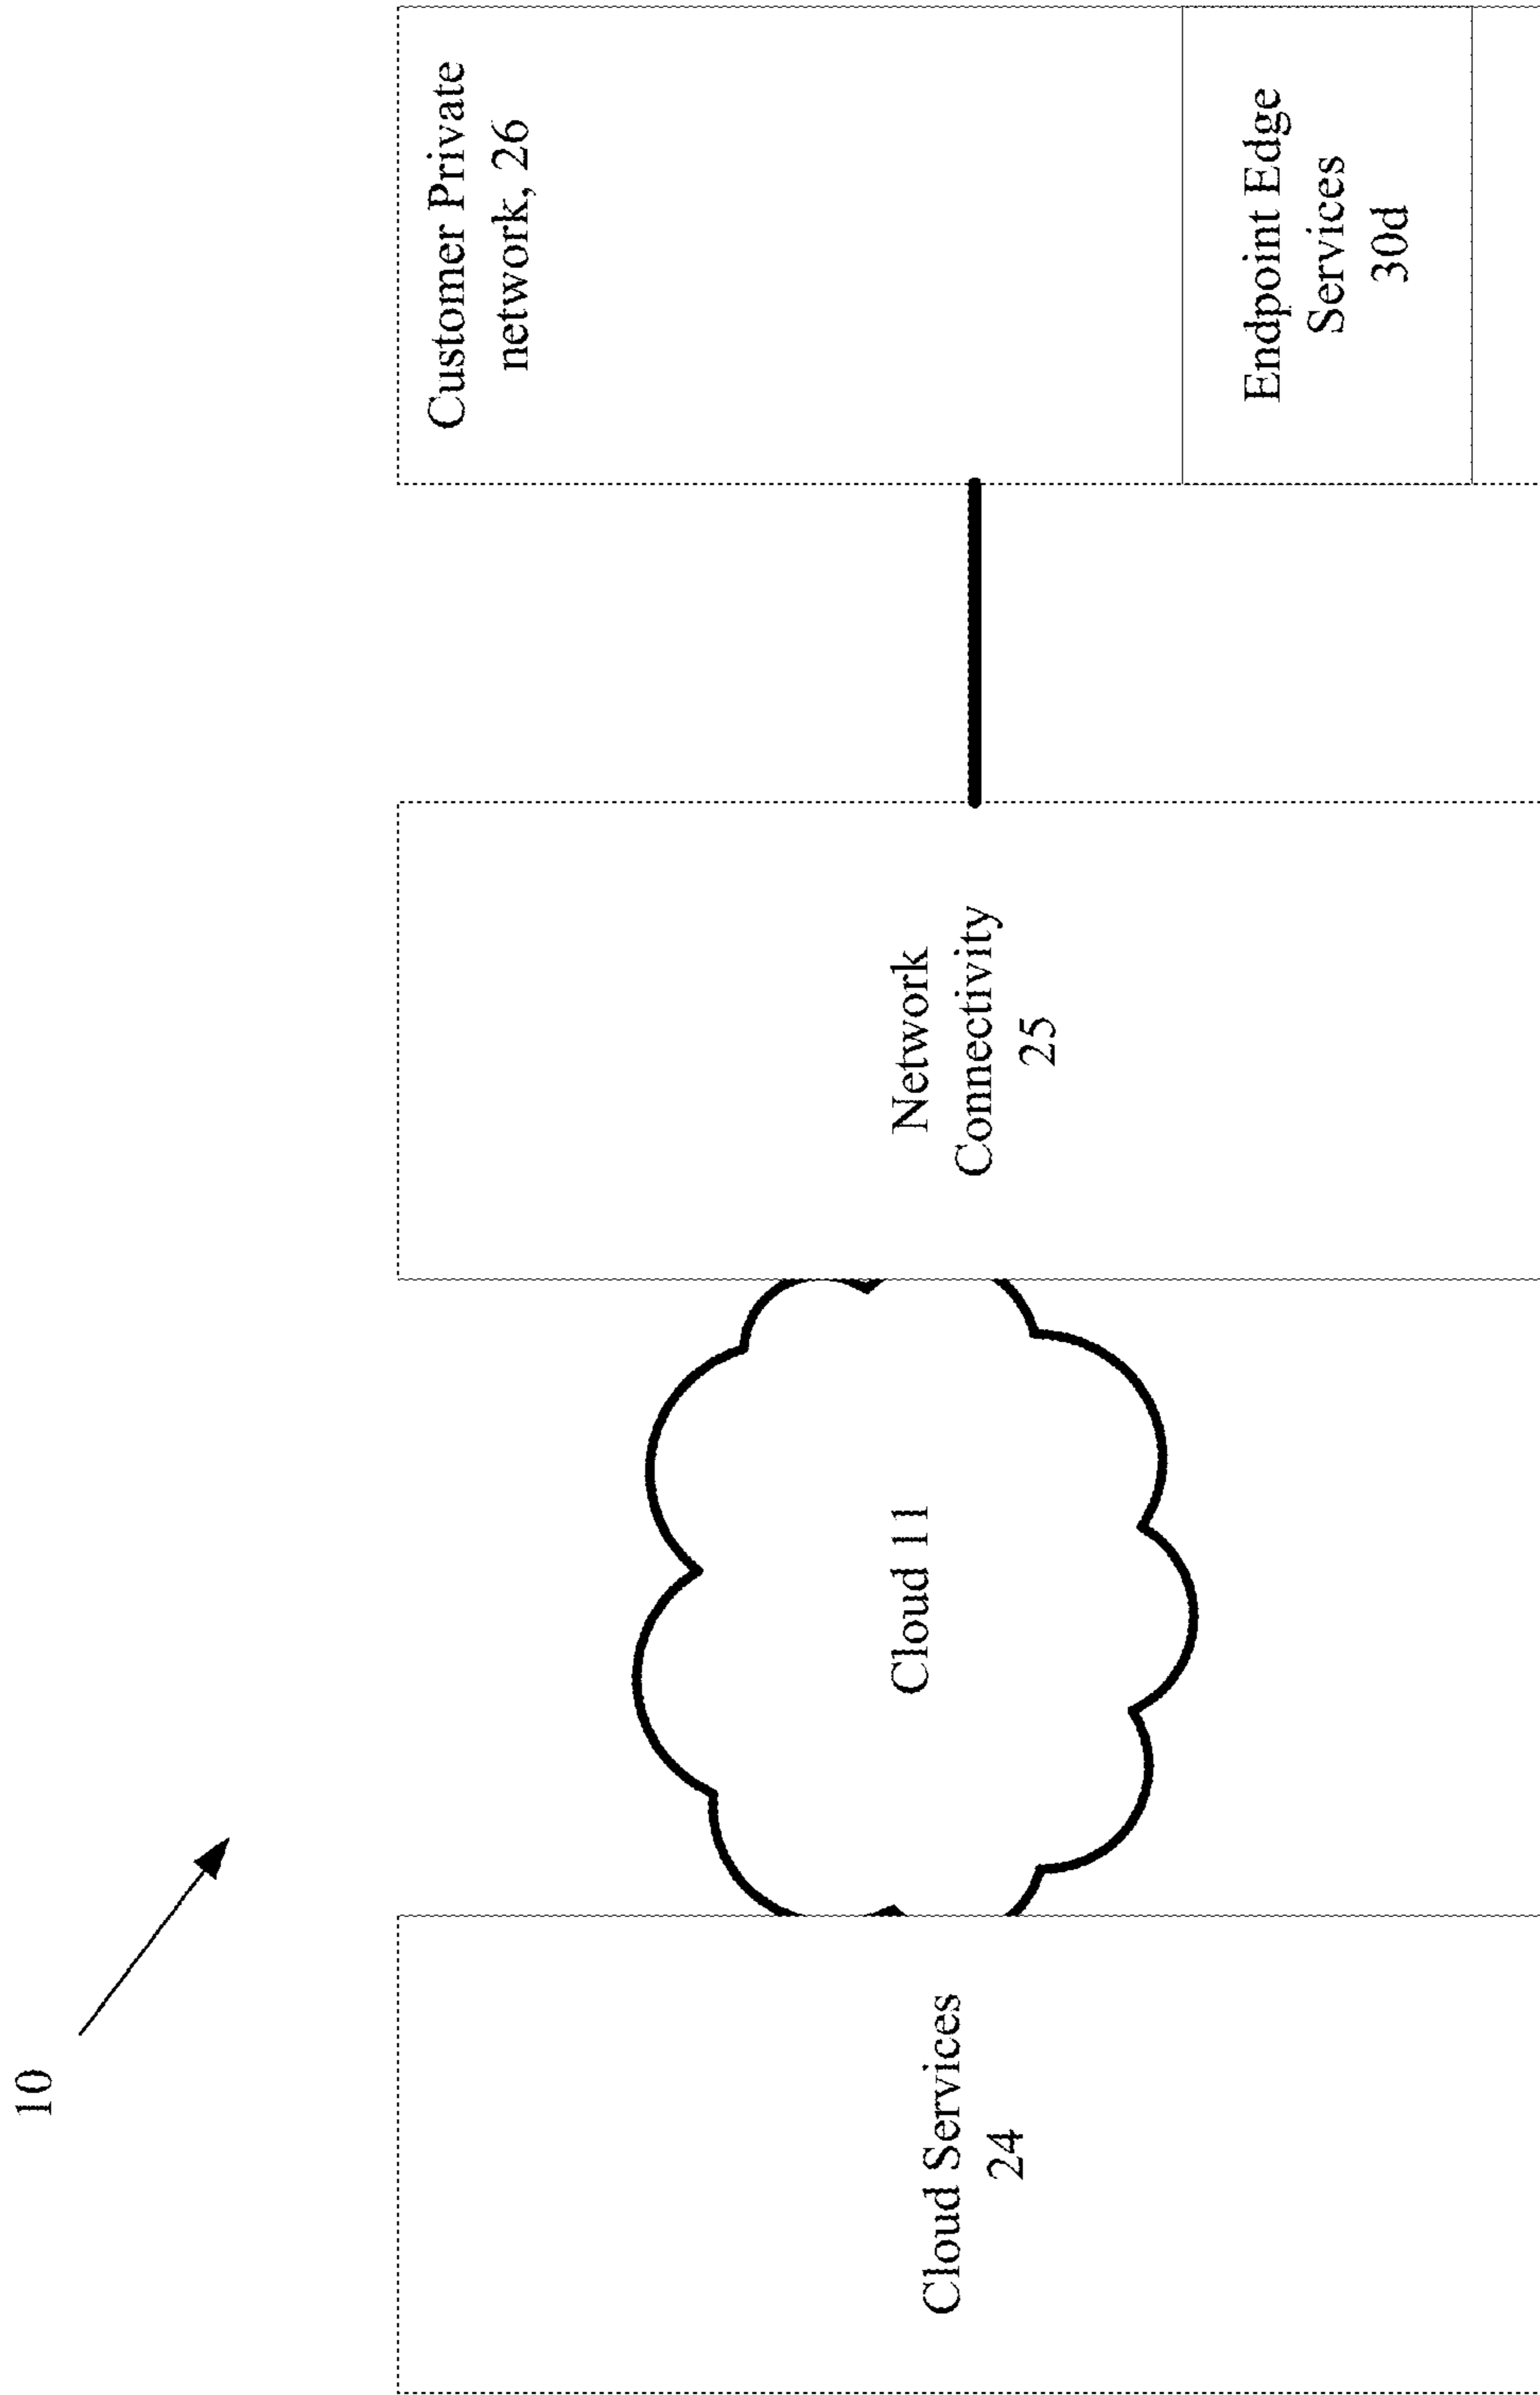 10
Cloud Services
24
Cloud 11
Network
Connectivity
25
Customer Private
network, 26
Endpoint Edge
Services
30d